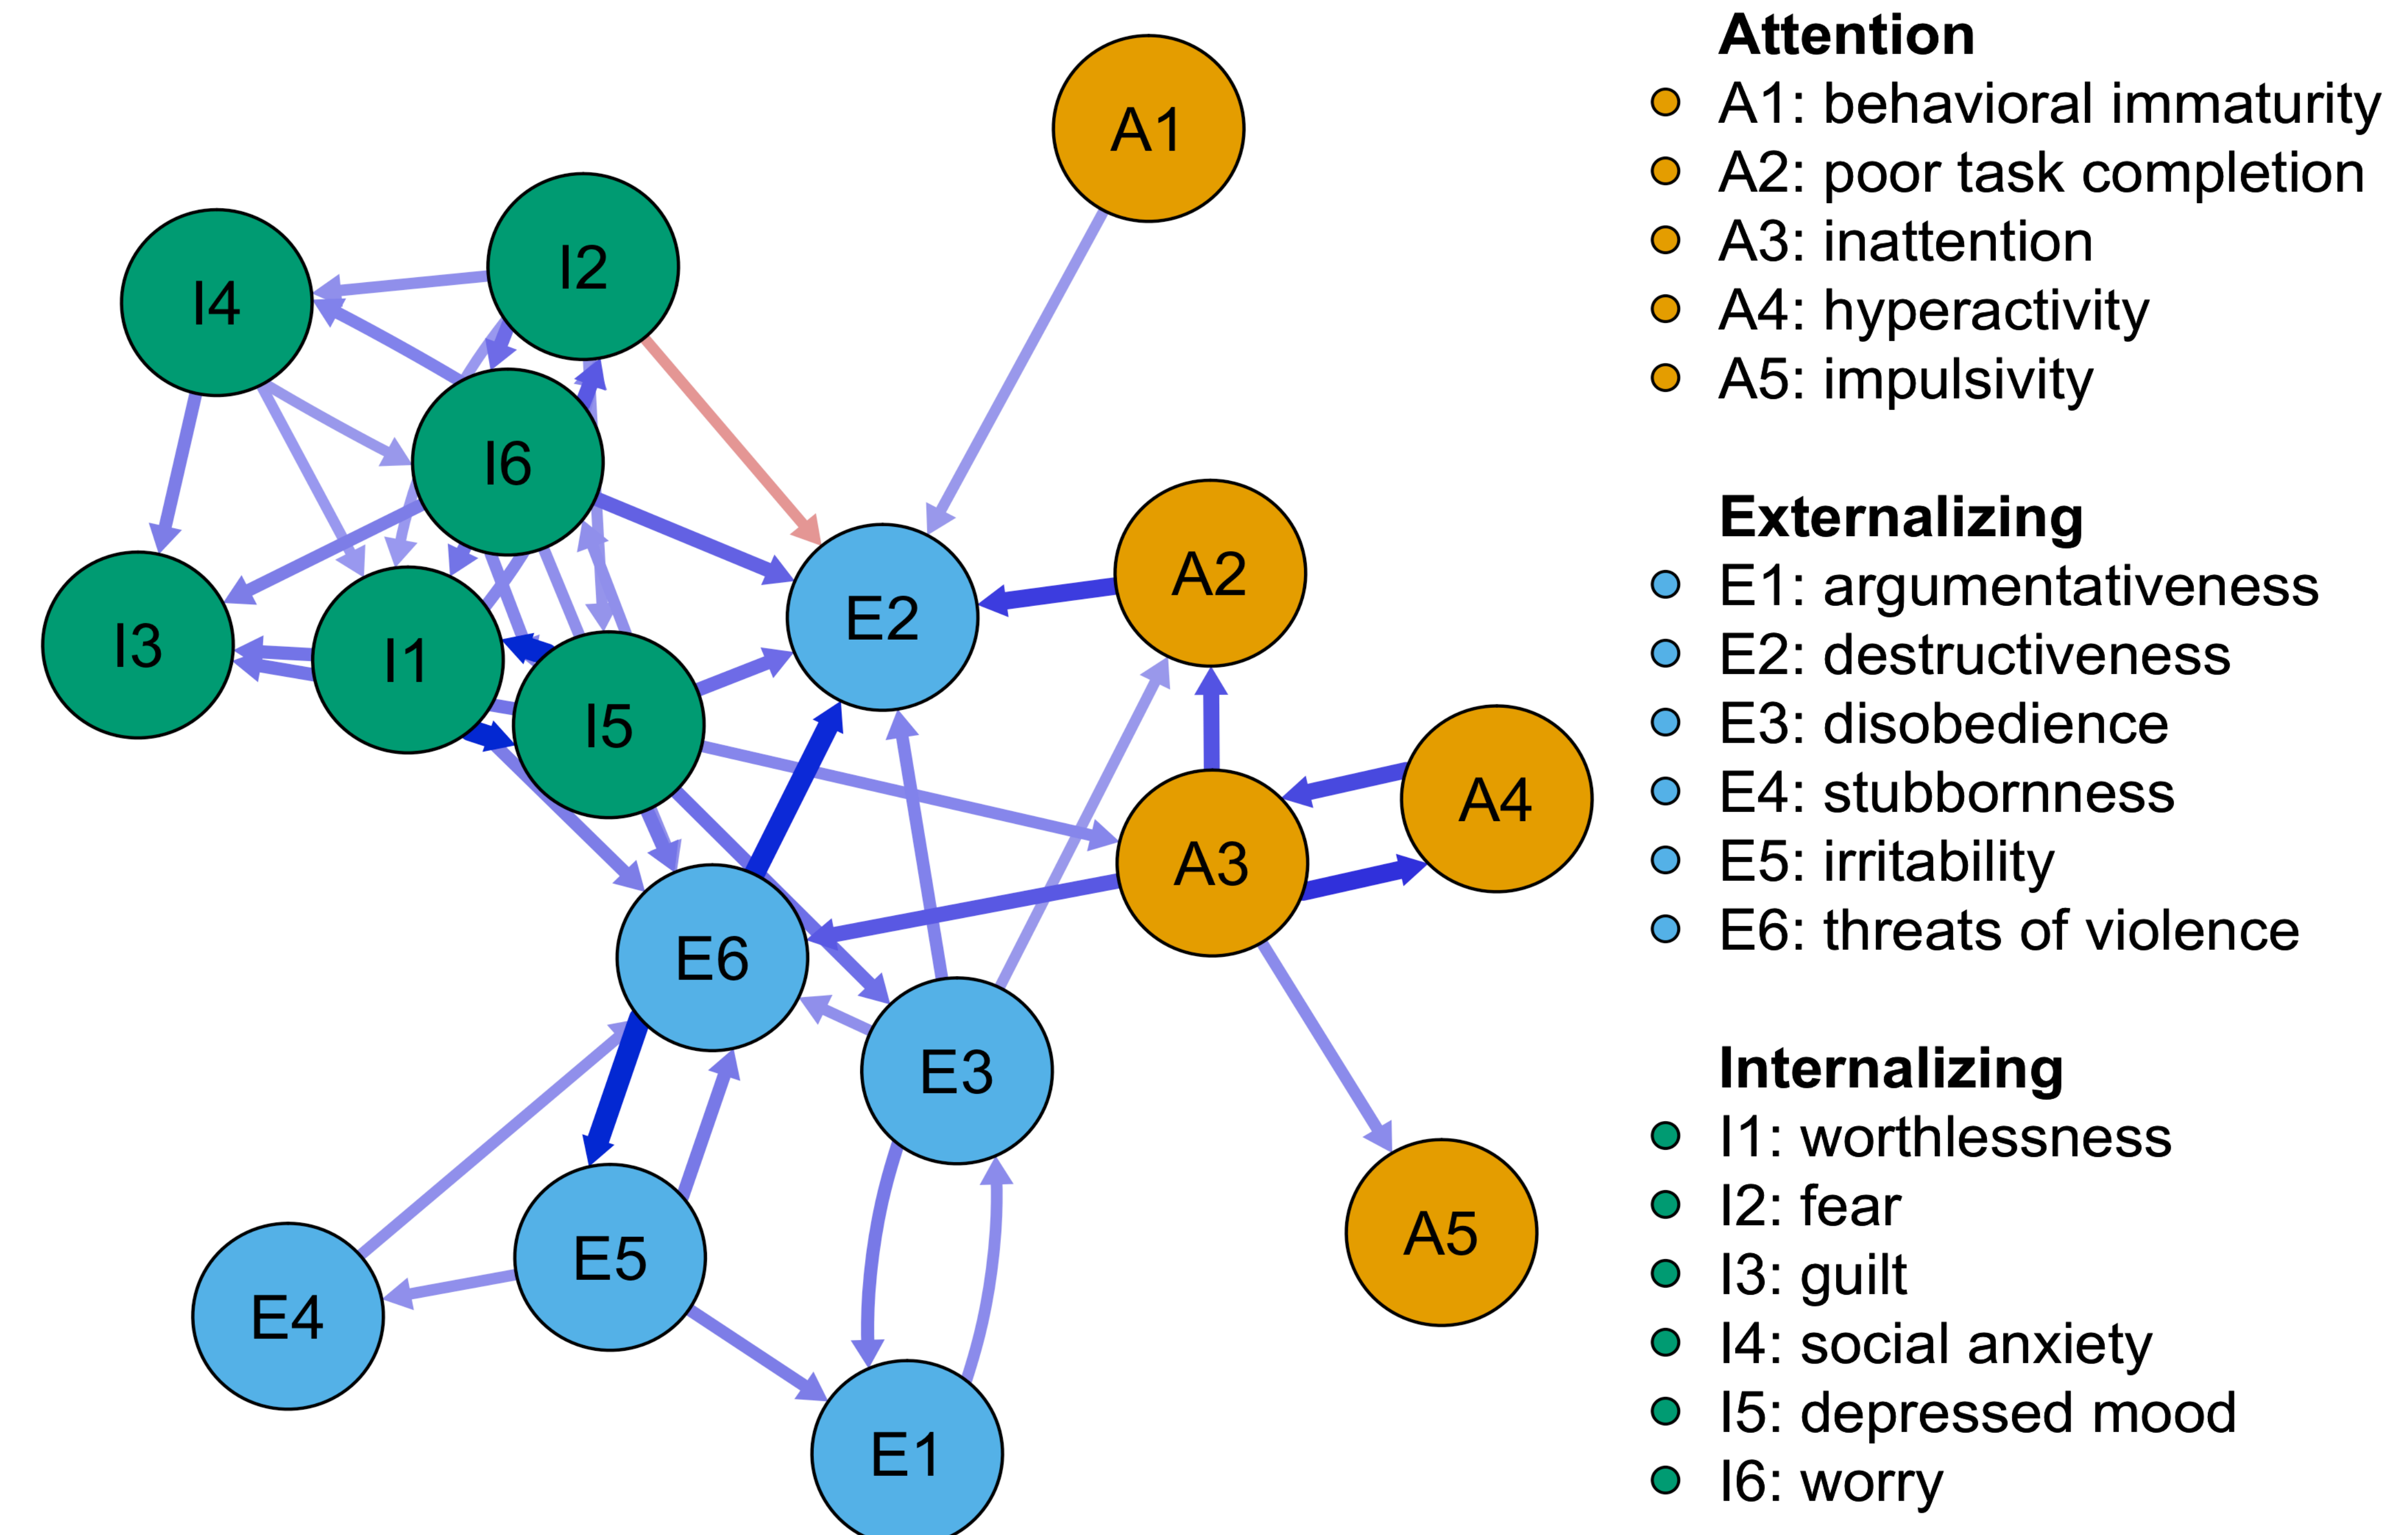 A1
I2
I4
I6
A2
E2
I3
I1
I5
A4
A3
E6
E3
A5
E5
E4
E1
Attention
A1: behavioral immaturity
A2: poor task completion
A3: inattention
A4: hyperactivity
A5: impulsivity
Externalizing
E1: argumentativeness
E2: destructiveness
E3: disobedience
E4: stubbornness
E5: irritability
E6: threats of violence
Internalizing
I1: worthlessness
I2: fear
I3: guilt
I4: social anxiety
I5: depressed mood
I6: worry